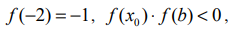 f(-2)=-1, f(x₀)·f(b)<0,